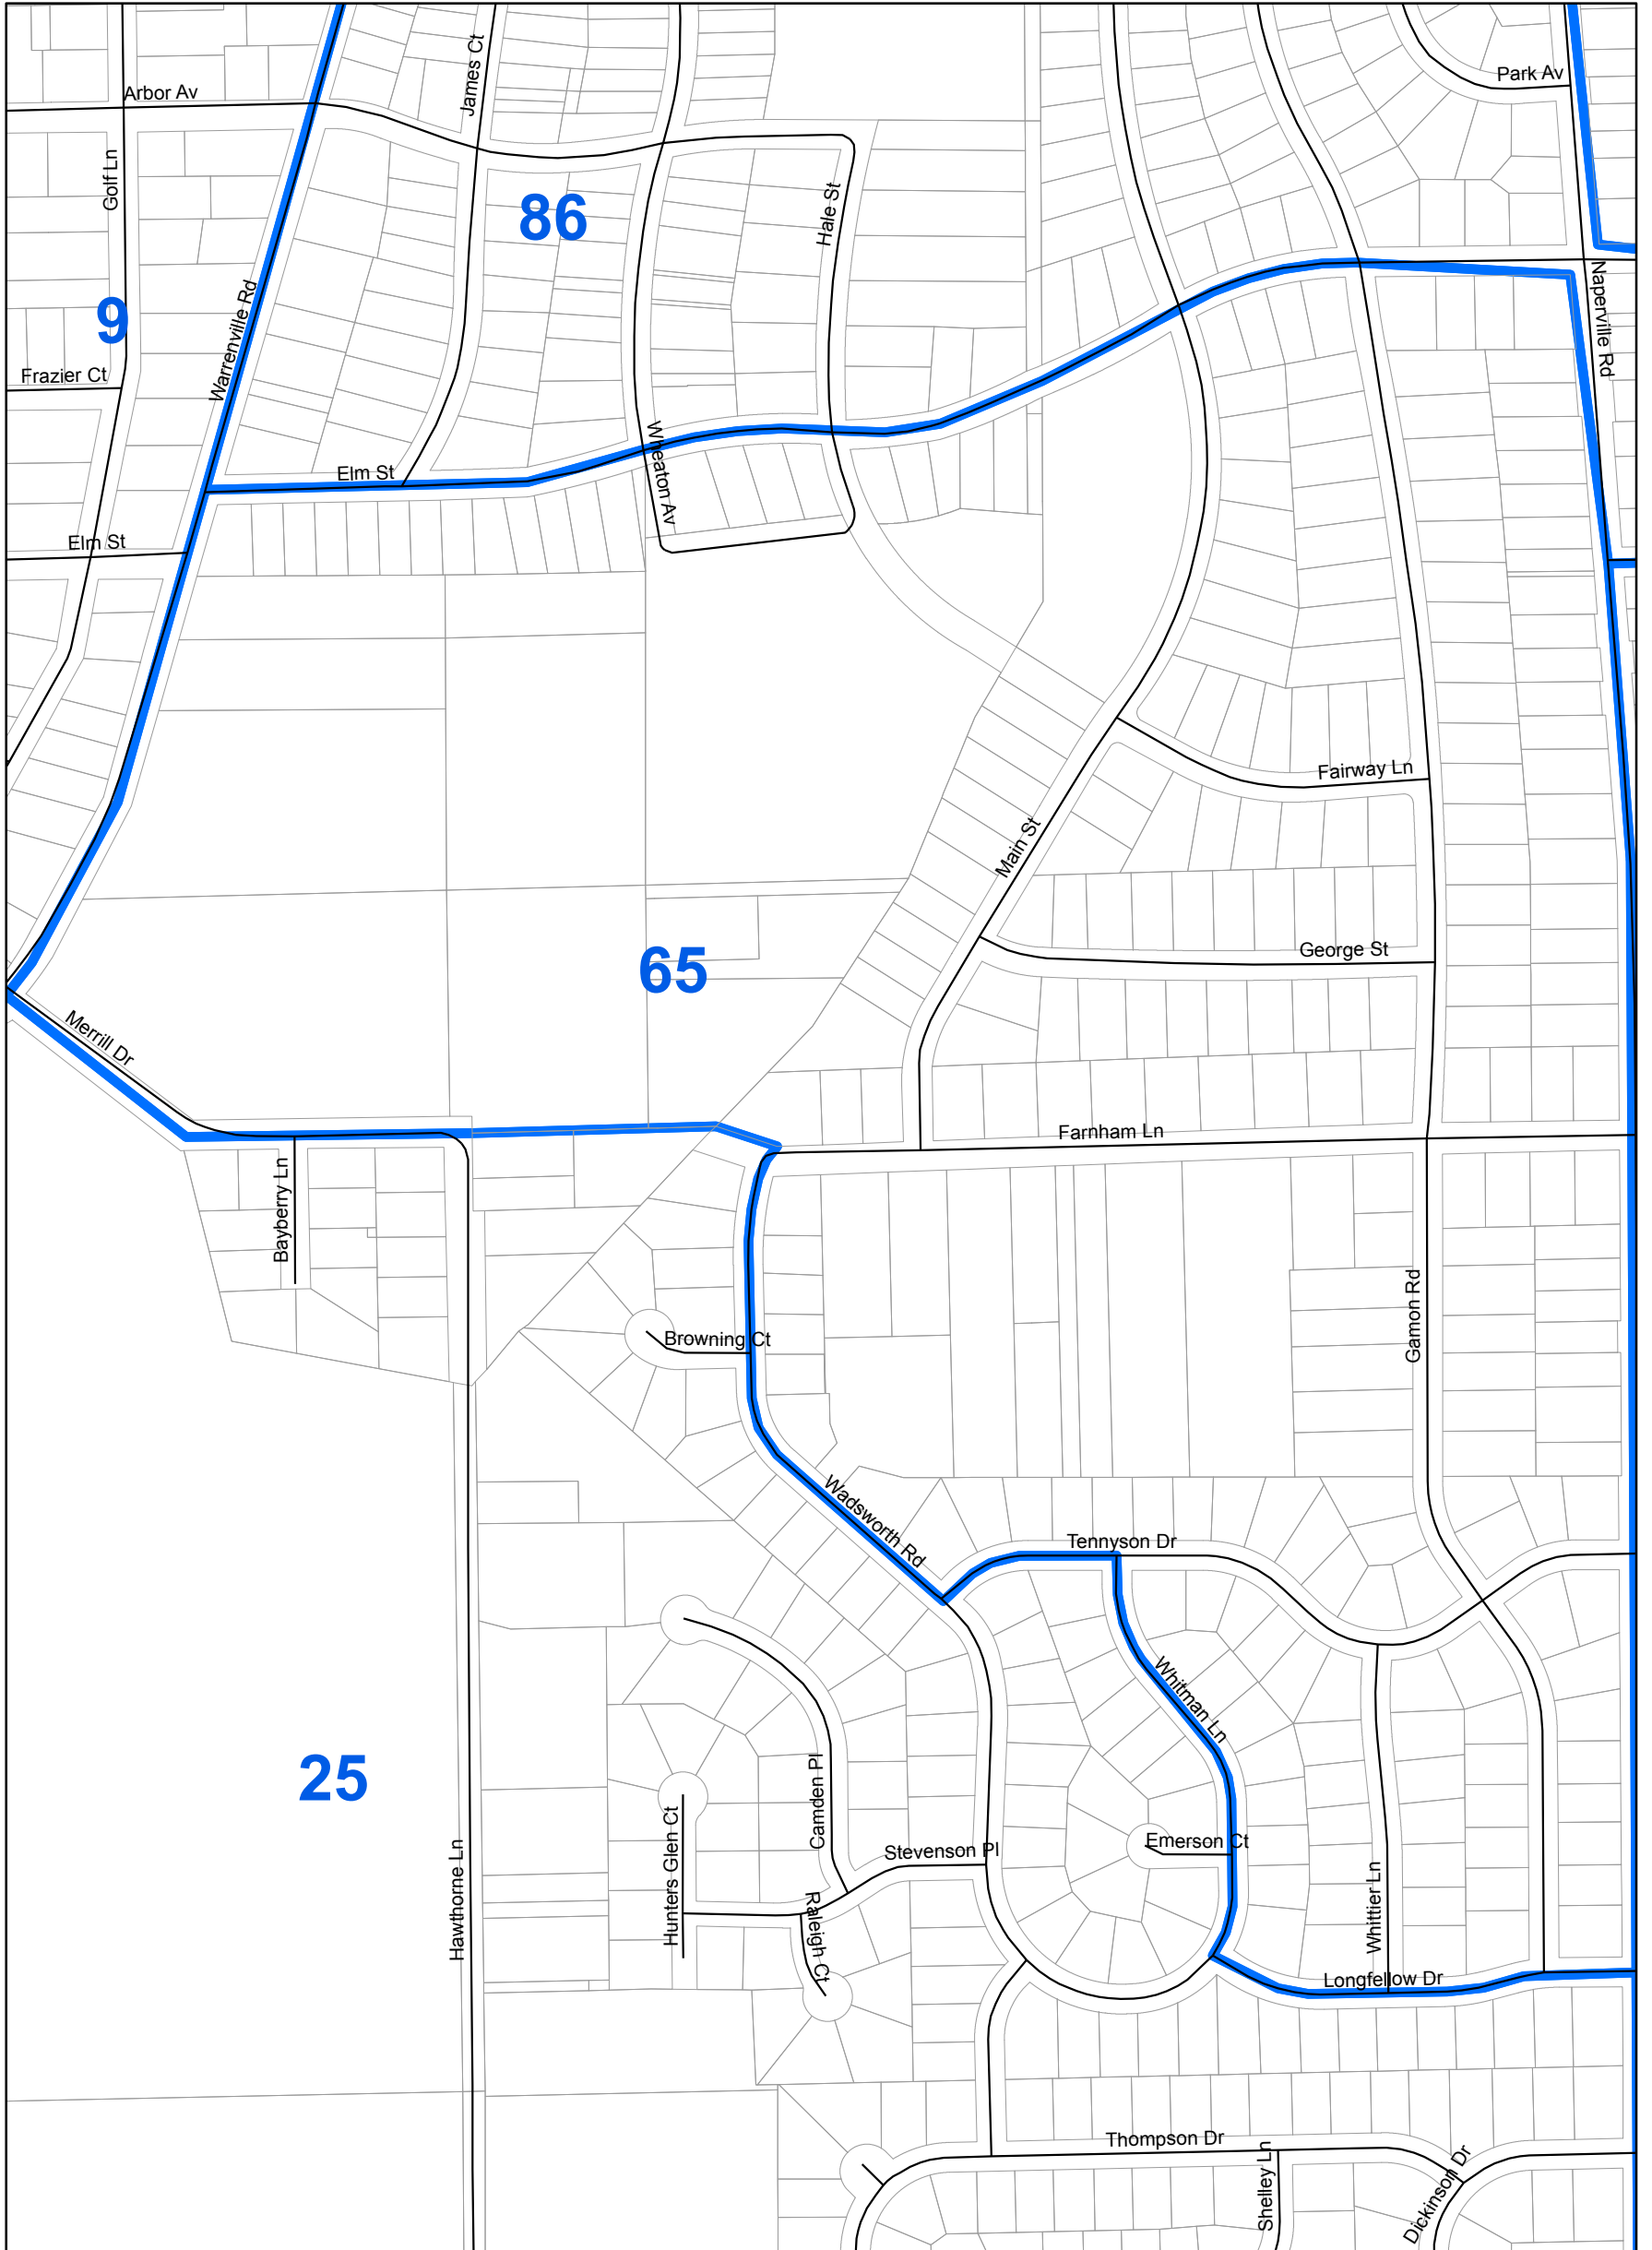 Park Av
James Ct
Arbor Av
Golf Ln
86
Hale St
Naperville Rd
9
Warrenville Rd
Frazier Ct
Wheaton Av
Elm St
Elm St
Fairway Ln
Main St
George St
65
Merrill Dr
Farnham Ln
Bayberry Ln
Browning Ct
Gamon Rd
Wadsworth Rd
Tennyson Dr
Whitman Ln
25
Camden Pl
Hunters Glen Ct
Stevenson Pl
Emerson Ct
Hawthorne Ln
Raleigh Ct
Whittier Ln
Longfellow Dr
Thompson Dr
Shelley Ln
Dickinson Dr